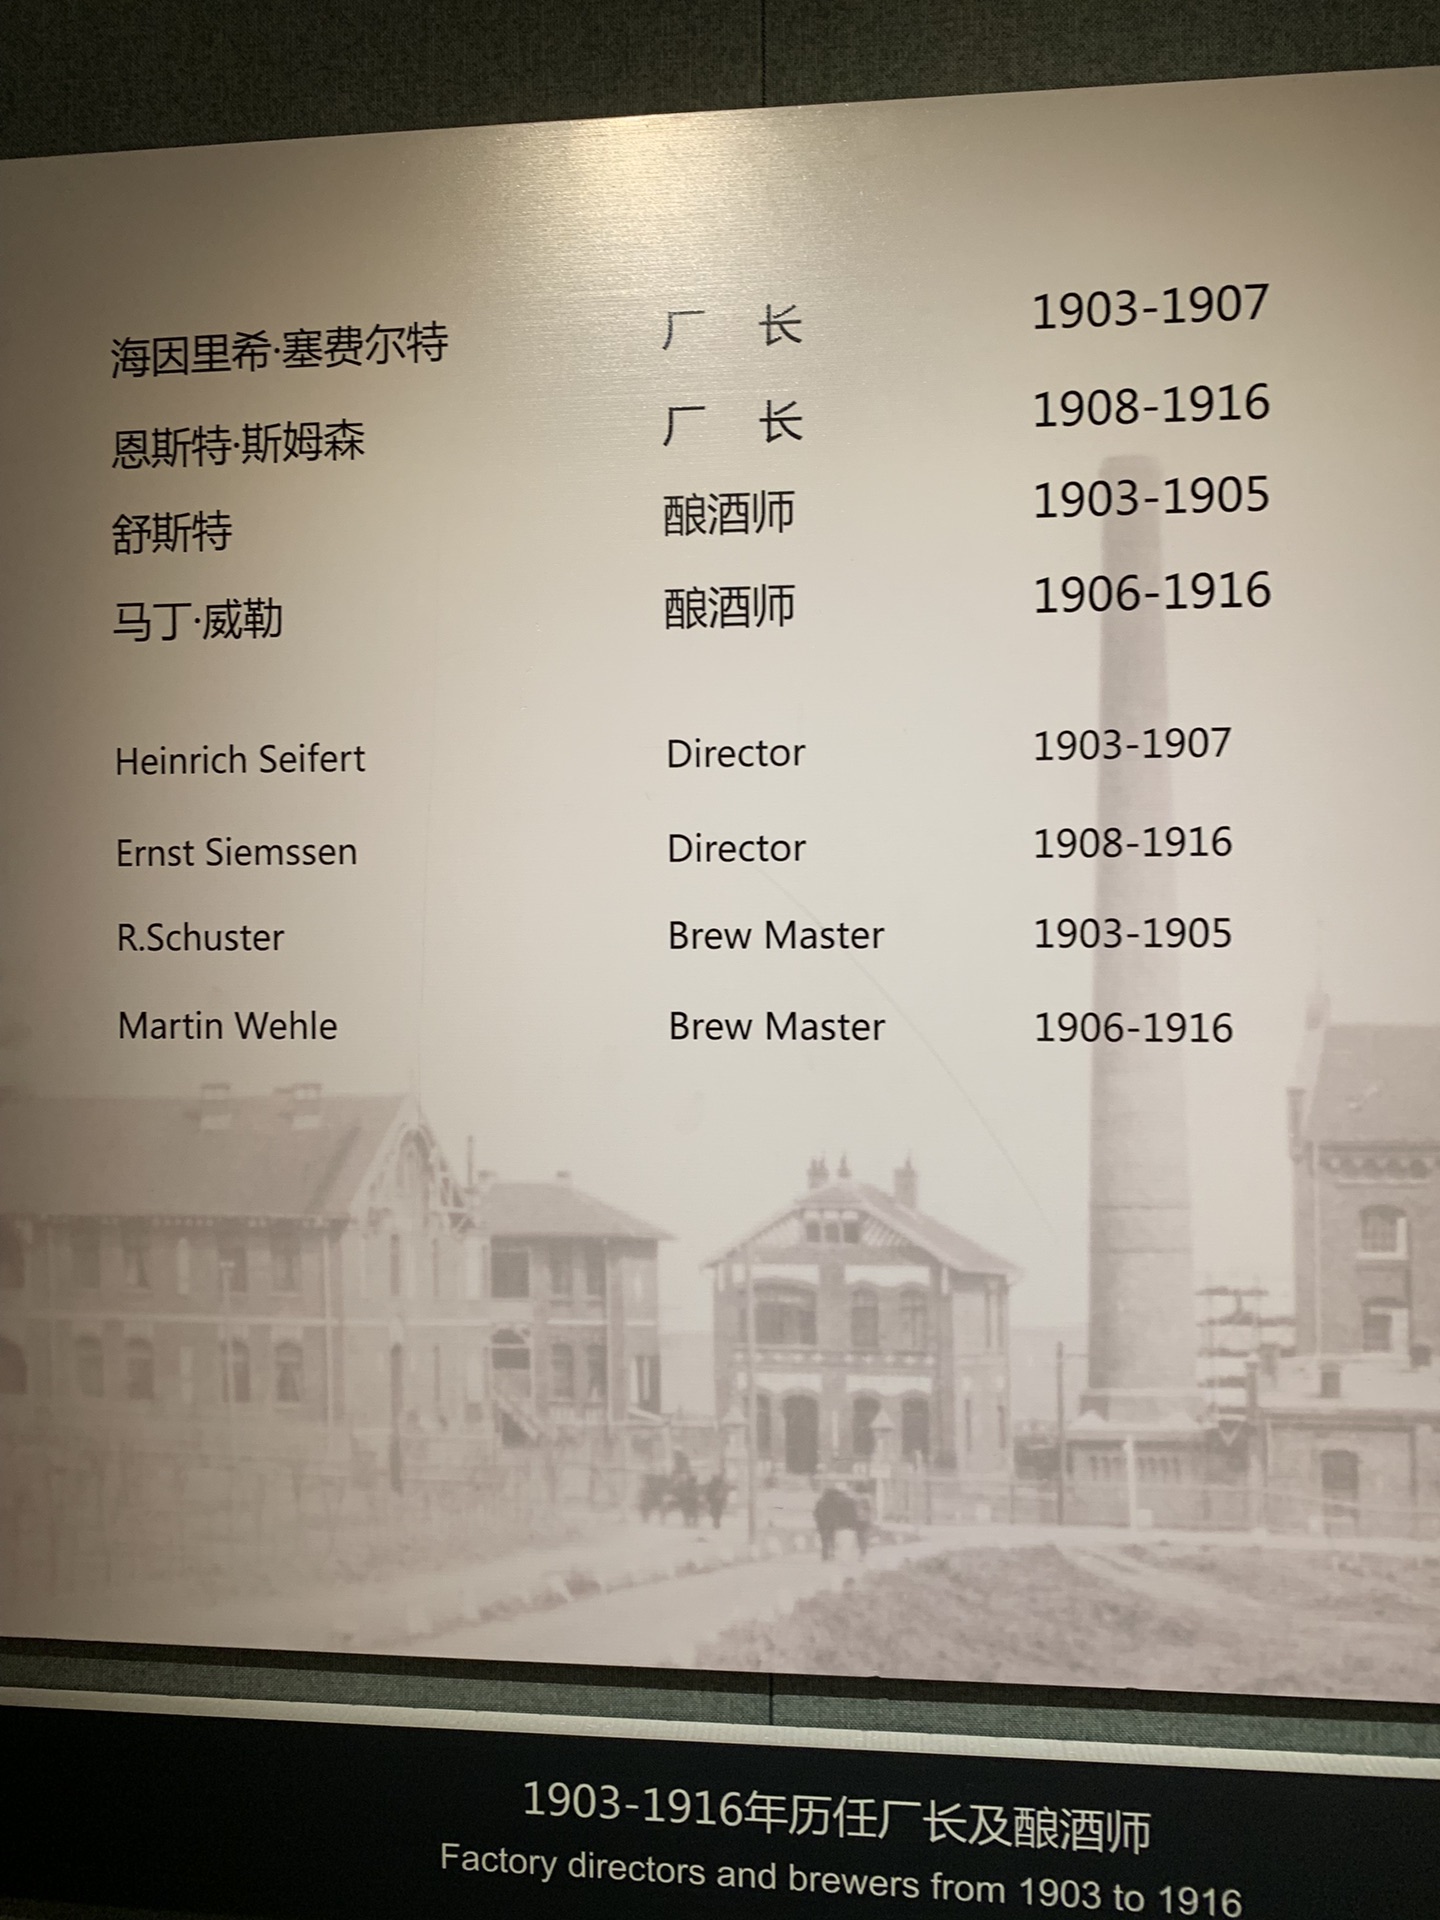 海因里希·塞费尔特 厂 长 1903-1907
恩斯特·斯姆森 厂 长 1908-1916
舒斯特 酿酒师 1903-1905
马丁·威勒 酿酒师 1906-1916
Heinrich Seifert Director 1903-1907
Ernst Siemssen Director 1908-1916
R.Schuster Brew Master 1903-1905
Martin Wehle Brew Master 1906-1916
1903-1916年历任厂长及酿酒师
Factory directors and brewers from 1903 to 1916